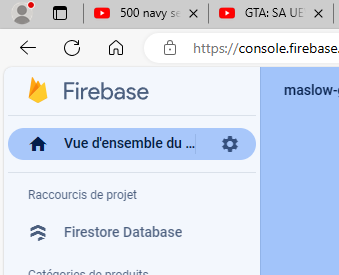 500 navy se
GTA: SA UE
https://console.firebase.
Firebase
maslow-g
Vue d'ensemble du ...
Raccourcis de projet
Firestore Database
Catégories de produits